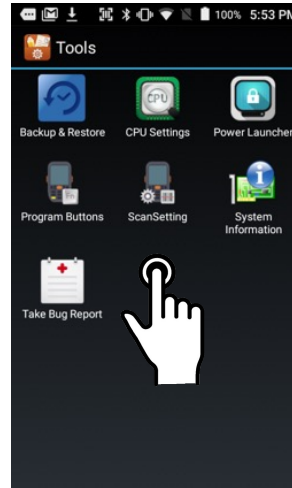 100% 5:53 PM
Tools
CPU
Backup & Restore
CPU Settings
Power Launcher
Program Buttons
ScanSetting
System
Information
Take Bug Report